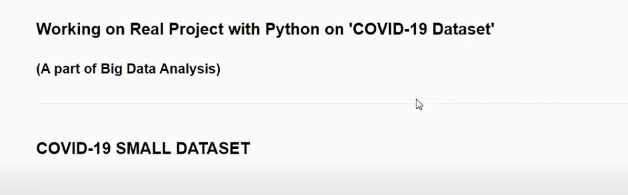 Working on Real Project with Python on 'COVID-19 Dataset'
(A part of Big Data Analysis)
COVID-19 SMALL DATASET